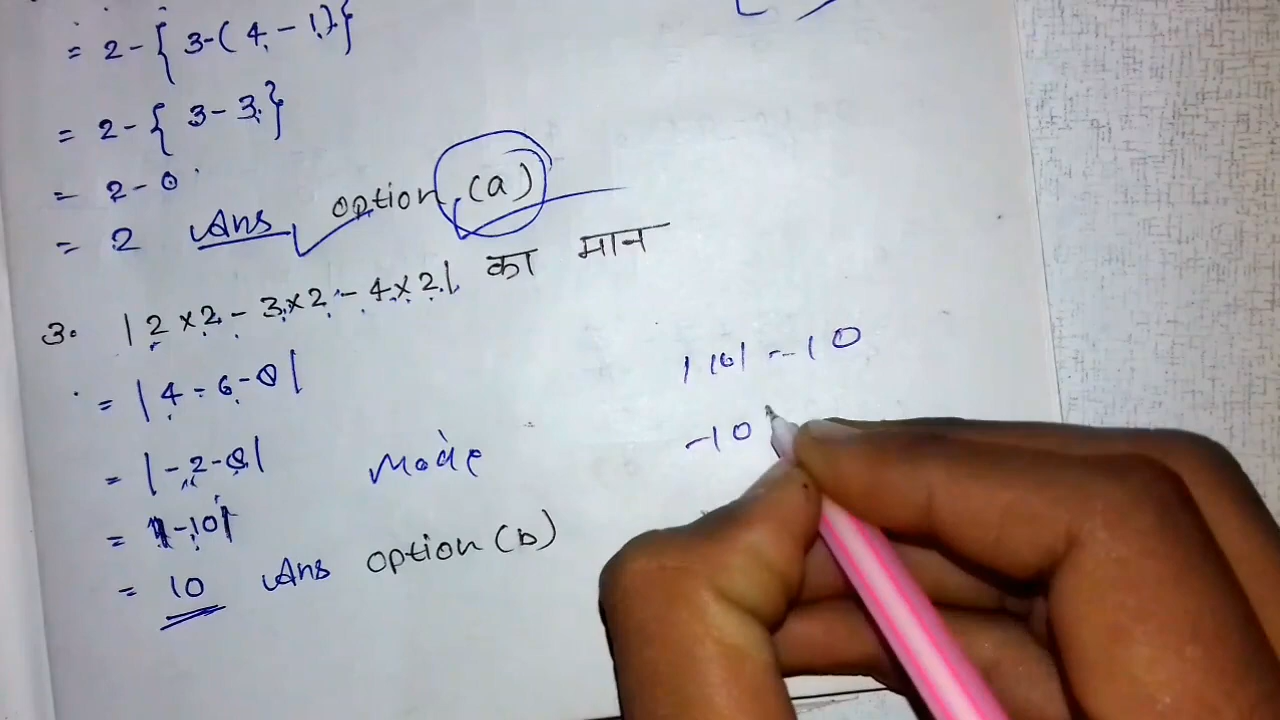 = 2-{ 3-( 4 - 1)}
= 2-{ 3-3}
= 2-0
= 2 Ans option (a)
3. | 2×2 - 3×2 - 4×2| का मान
= | 4 - 6 - 8 |
= |-2-8|
= |-10|
= 10 Ans option (b)
Mode
|10| = 10
-10